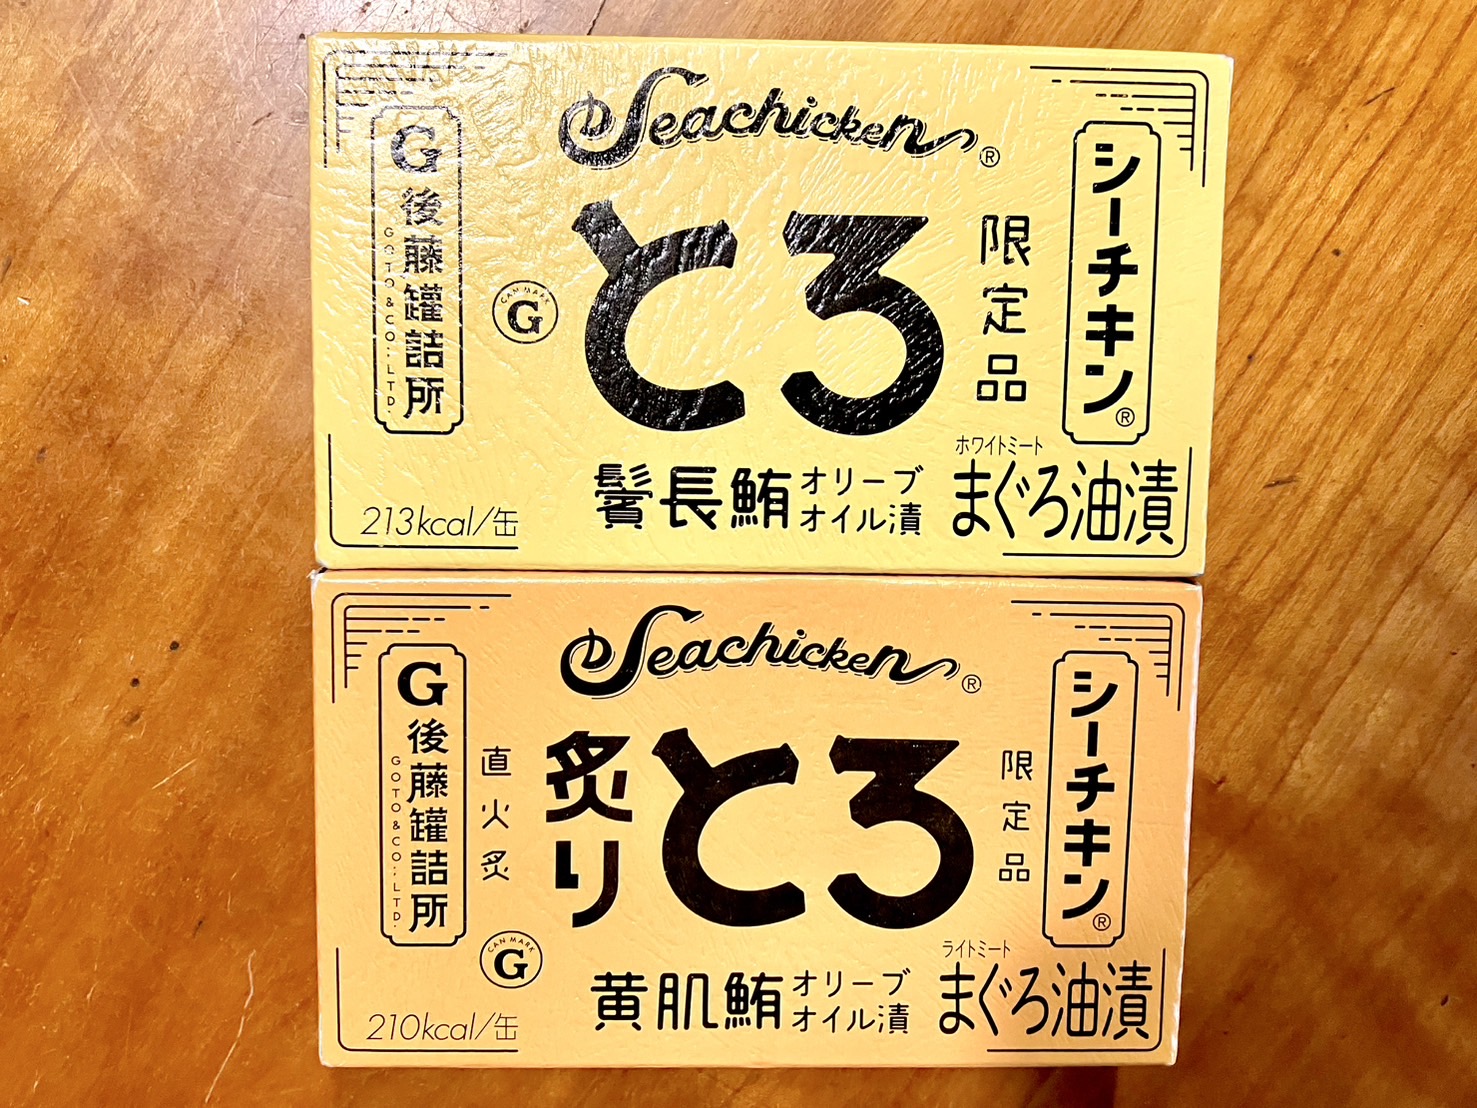 Seachicken®
シーチキン®
限定品
とろ
CAN MARK G
G 後藤罐詰所
GOTO & CO., LTD.
鬢長鮪 オリーブオイル漬
ホワイトミート
まぐろ油漬
213kcal/缶
Seachicken®
シーチキン®
限定品
炙りとろ
直火炙
CAN MARK G
G 後藤罐詰所
GOTO & CO., LTD.
黄肌鮪 オリーブオイル漬
ライトミート
まぐろ油漬
210kcal/缶